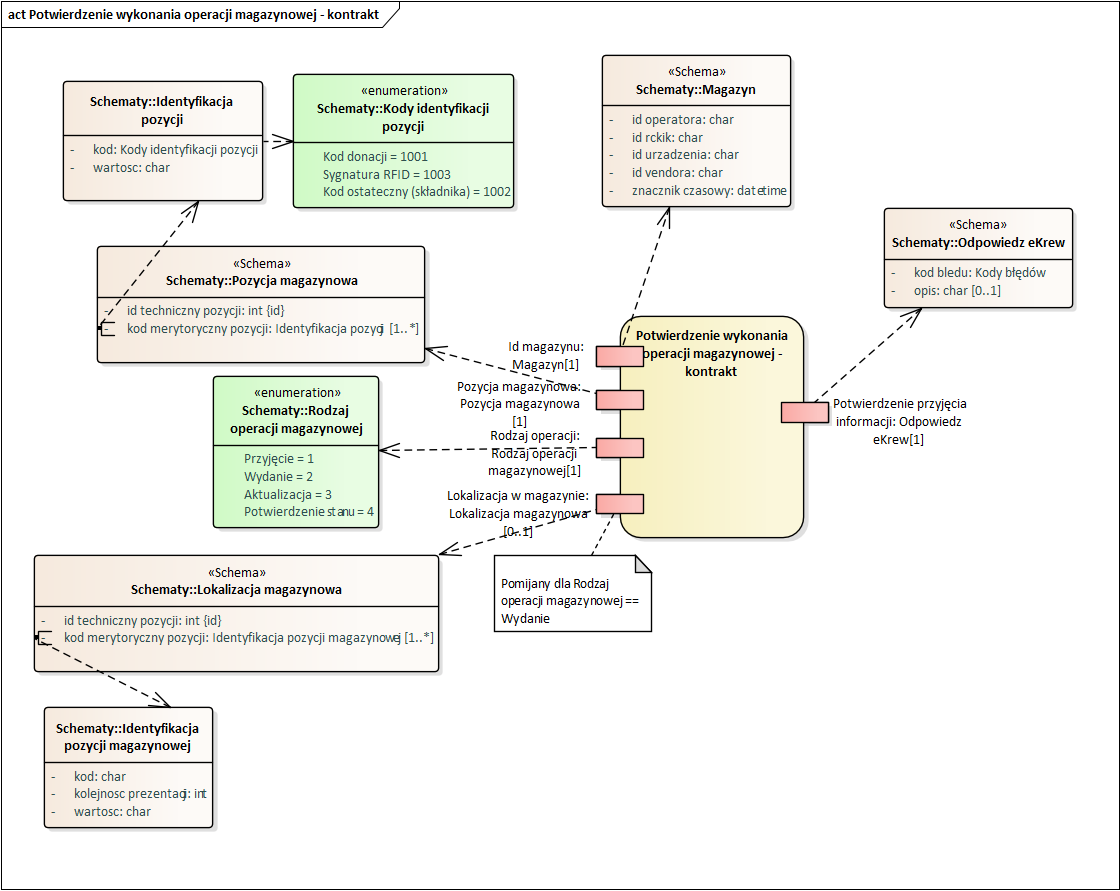 act Potwierdzenie wykonania operacji magazynowej - kontrakt
Schematy::Identyfikacja
pozycji
- kod: Kody identyfikacji pozycji
- wartosc: char
«enumeration»
Schematy::Kody identyfikacji
pozycji
Kod donacji = 1001
Sygnatura RFID = 1003
Kod ostateczny (składnika) = 1002
«Schema»
Schematy::Magazyn
- id operatora: char
- id rckik: char
- id urzadzenia: char
- id vendora: char
- znacznik czasowy: datetime
«Schema»
Schematy::Odpowiedz eKrew
- kod bledu: Kody błędów
- opis: char [0..1]
«Schema»
Schematy::Pozycja magazynowa
- id techniczny pozycji: int {id}
- kod merytoryczny pozycji: Identyfikacja pozycji [1..*]
Potwierdzenie wykonania
operacji magazynowej -
kontrakt
Id magazynu:
Magazyn[1]
Pozycja magazynowa:
Pozycja magazynowa
[1]
Rodzaj operacji:
Rodzaj operacji
magazynowej[1]
Lokalizacja w magazynie:
Lokalizacja magazynowa
[0..1]
Potwierdzenie przyjęcia
informacji: Odpowiedz
eKrew[1]
«enumeration»
Schematy::Rodzaj
operacji magazynowej
Przyjęcie = 1
Wydanie = 2
Aktualizacja = 3
Potwierdzenie stanu = 4
Pomijany dla Rodzaj
operacji magazynowej ==
Wydanie
«Schema»
Schematy::Lokalizacja magazynowa
- id techniczny pozycji: int {id}
- kod merytoryczny pozycji: Identyfikacja pozycji magazynowej [1..*]
Schematy::Identyfikacja
pozycji magazynowej
- kod: char
- kolejnosc prezentacji: int
- wartosc: char